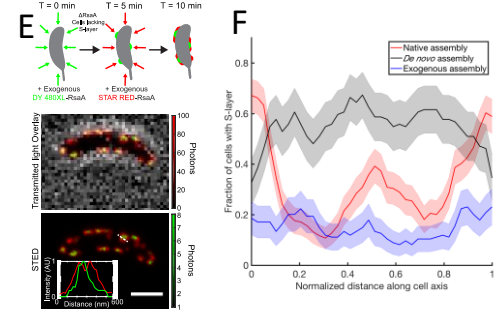 E
T = 0 min
T = 5 min
T = 10 min
ΔRsaA
Cells lacking
S-layer
+ Exogenous
DY 480XL-RsaA
+ Exogenous
STAR RED-RsaA
Transmitted light Overlay
100
80
60
40
20
0
Photons
STED
8
7
6
5
4
3
2
1
Photons
Intensity (AU)
1
0
0
600
Distance (nm)
F
Native assembly
De novo assembly
Exogenous assembly
Fraction of cells with S-layer
0.8
0.6
0.4
0.2
0
0
0.2
0.4
0.6
0.8
1
Normalized distance along cell axis